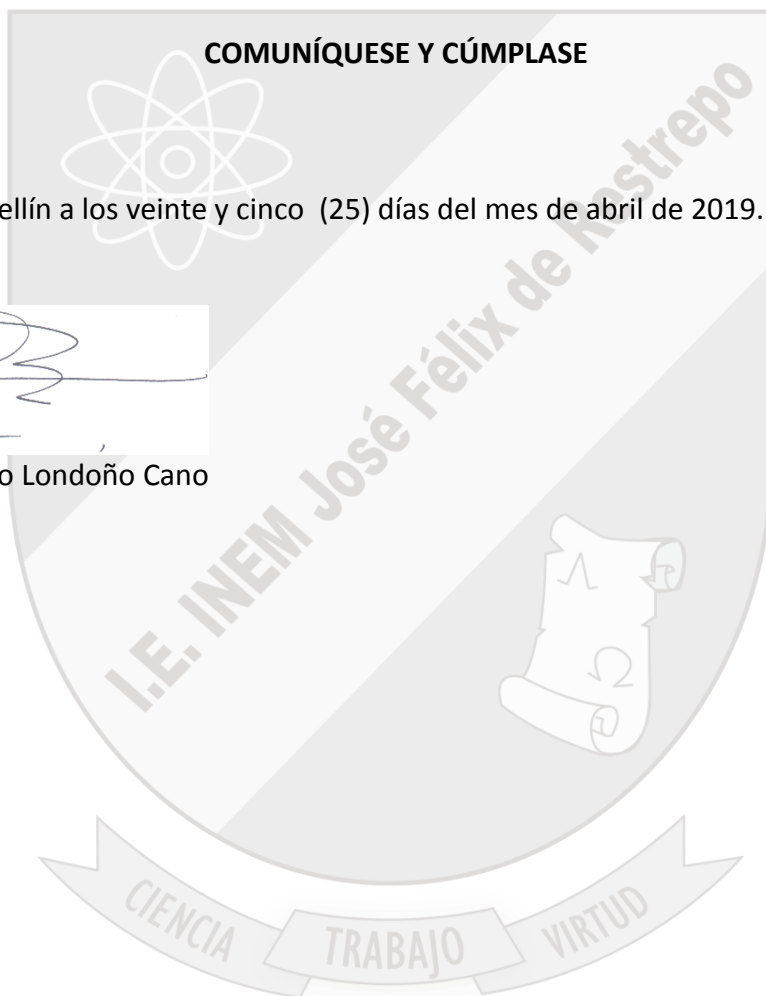 COMUNÍQUESE Y CÚMPLASE
ellín a los veinte y cinco  (25) días del mes de abril de 2019.
o Londoño Cano
I.E. INEM José Félix de Restrepo
Λ
Ω
CIENCIA TRABAJO VIRTUD